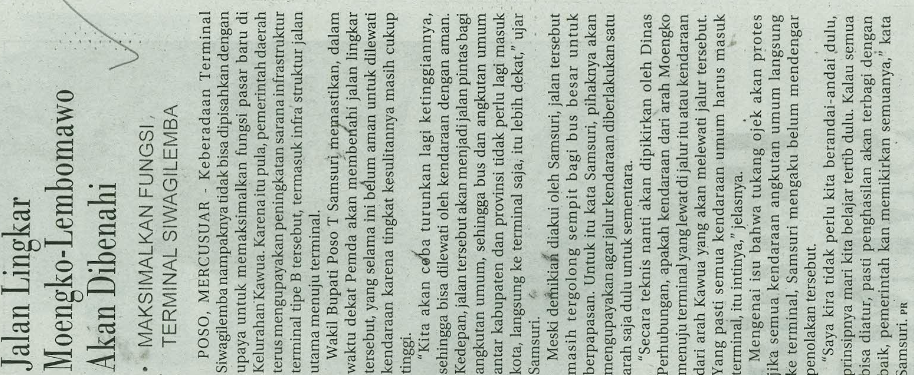 Jalan Lingkar
Moengko-Lembomawo
Akan Dibenahi
• MAKSIMALKAN FUNGSI
TERMINAL SIWAGILEMBA
POSO, MERCUSUAR - Keberadaan Terminal
Siwagilemba nampaknya tidak bisa dipisahkan dengan
upaya untuk memaksimalkan fungsi pasar baru di
Kelurahan Kawua. Karena itu pula, pemerintah daerah
terus mengupayakan peningkatan sarana infrastruktur
terminal tipe B tersebut, termasuk infra struktur jalan
utama menuju terminal.
Wakil Bupati Poso T Samsuri memastikan, dalam
waktu dekat Pemda akan membenahi jalan lingkar
tersebut, yang selama ini belum aman untuk dilewati
kendaraan karena tingkat kesulitannya masih cukup
tinggi.
"Kita akan coba turunkan lagi ketinggiannya,
sehingga bisa dilewati oleh kendaraan dengan aman.
Kedepan, jalan tersebut akan menjadi jalan pintas bagi
angkutan umum, sehingga bus dan angkutan umum
antar kabupaten dan provinsi tidak perlu lagi masuk
kota, langsung ke terminal saja, itu lebih dekat," ujar
Samsuri.
Meski demikian diakui oleh Samsuri, jalan tersebut
masih tergolong sempit bagi bus besar untuk
berpapasan. Untuk itu kata Samsuri, pihaknya akan
mengupayakan agar jalur kendaraan diberlakukan satu
arah saja dulu untuk sementara.
"Secara teknis nanti akan dipikirkan oleh Dinas
Perhubungan, apakah kendaraan dari arah Moengko
menuju terminal yang lewat di jalur itu atau kendaraan
dari arah Kawua yang akan melewati jalur tersebut.
Yang pasti semua kendaraan umum harus masuk
terminal, itu intinya," jelasnya.
Mengenai isu bahwa tukang ojek akan protes
jika semua kendaraan angkutan umum langsung
ke terminal, Samsuri mengaku belum mendengar
penolakan tersebut.
"Saya kira tidak perlu kita berandai-andai dulu,
prinsipnya mari kita belajar tertib dulu. Kalau semua
bisa diatur, pasti penghasilan akan terbagi dengan
baik, pemerintah kan memikirkan semuanya," kata
Samsuri. PR